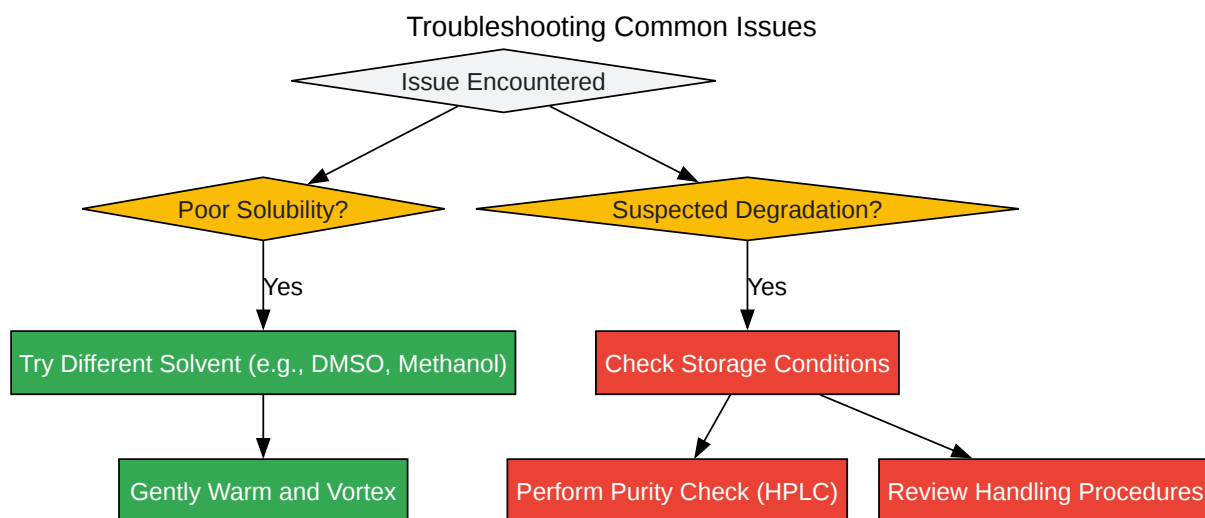 Troubleshooting Common Issues
Issue Encountered
Poor Solubility?
Suspected Degradation?
Yes
Yes
Try Different Solvent (e.g., DMSO, Methanol)
Check Storage Conditions
Gently Warm and Vortex
Perform Purity Check (HPLC)
Review Handling Procedures